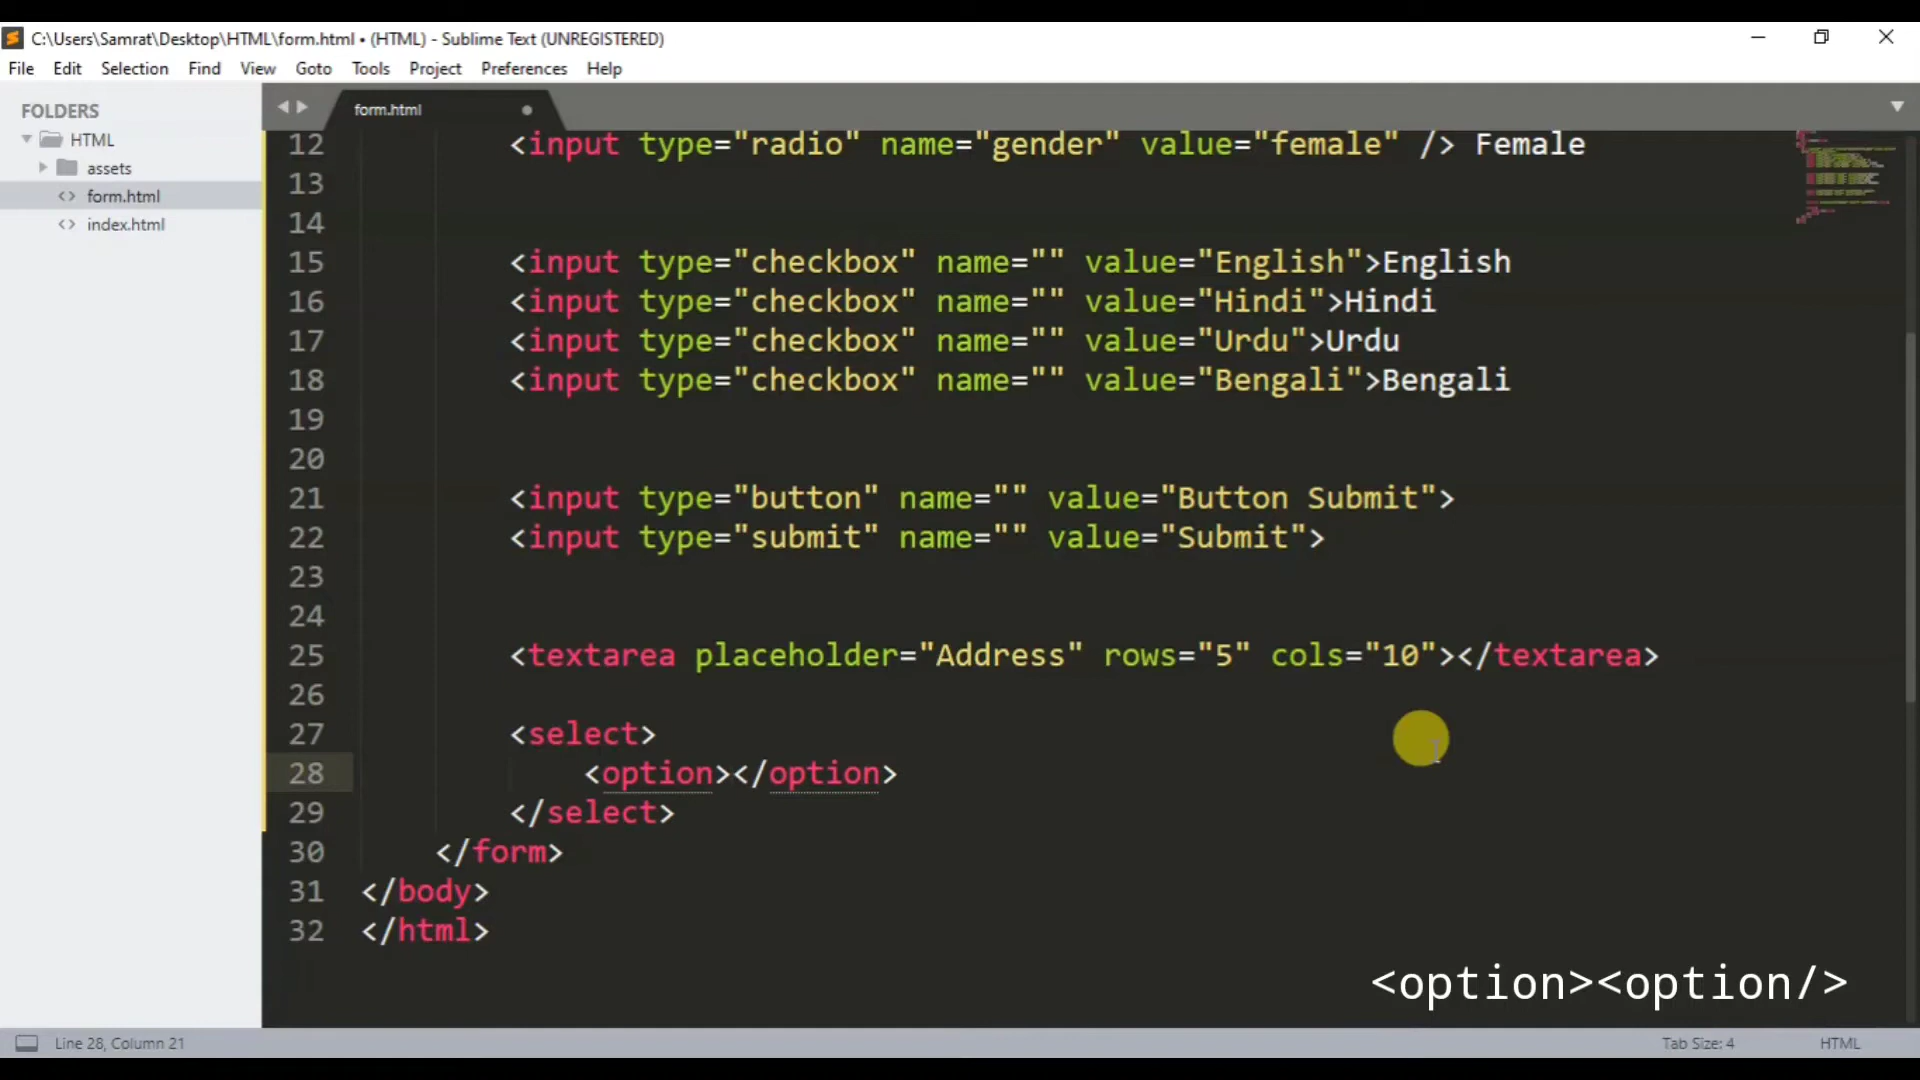 C:\Users\Samrat\Desktop\HTML\form.html • (HTML) - Sublime Text (UNREGISTERED)
File Edit Selection Find View Goto Tools Project Preferences Help
FOLDERS
HTML
assets
form.html
index.html
form.html
12 <input type="radio" name="gender" value="female" /> Female
13
14
15 <input type="checkbox" name="" value="English">English
16 <input type="checkbox" name="" value="Hindi">Hindi
17 <input type="checkbox" name="" value="Urdu">Urdu
18 <input type="checkbox" name="" value="Bengali">Bengali
19
20
21 <input type="button" name="" value="Button Submit">
22 <input type="submit" name="" value="Submit">
23
24
25 <textarea placeholder="Address" rows="5" cols="10"></textarea>
26
27 <select>
28 <option></option>
29 </select>
30 </form>
31 </body>
32 </html>
<option><option/>
Line 28, Column 21 Tab Size: 4 HTML